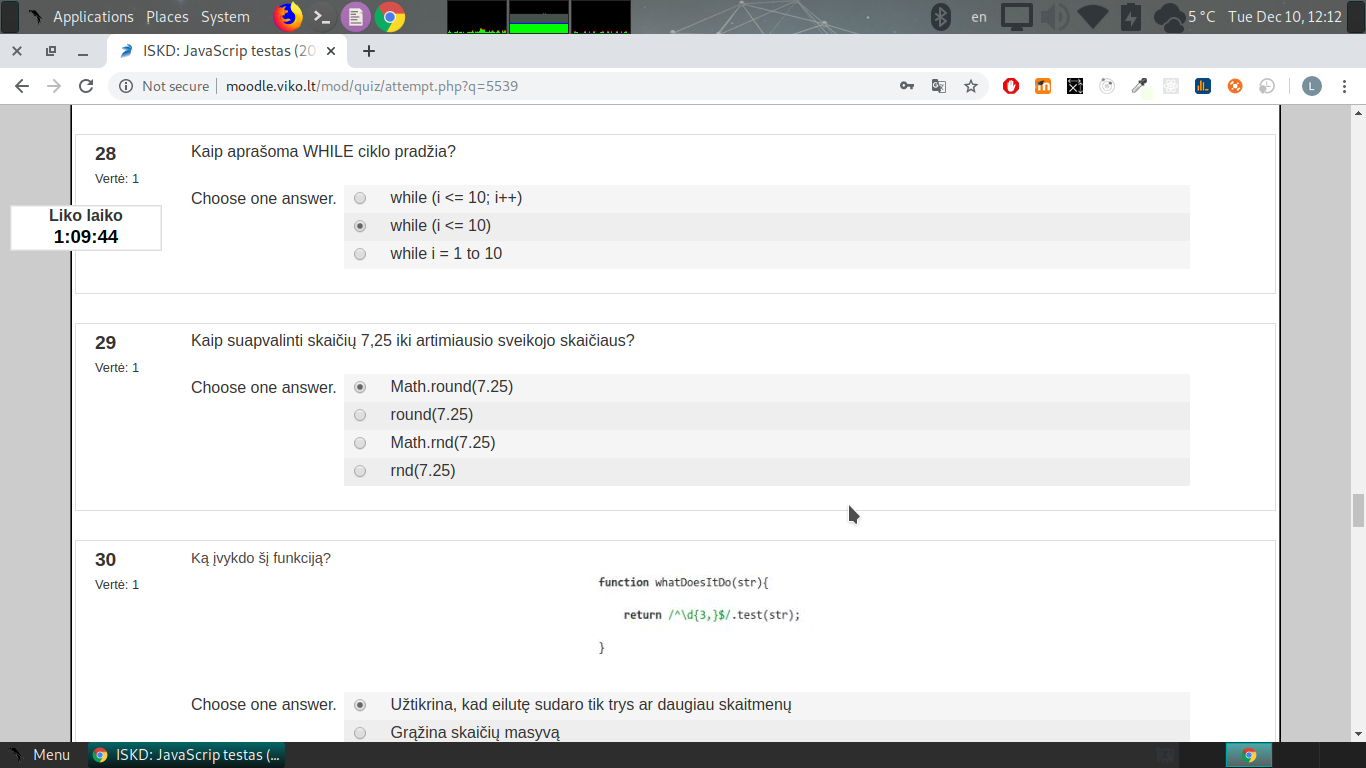 Applications Places System
en
5 °C Tue Dec 10, 12:12
ISKD: JavaScrip testas (20
Not secure moodle.viko.lt/mod/quiz/attempt.php?q=5539
L
28
Vertė: 1
Kaip aprašoma WHILE ciklo pradžia?
Choose one answer.
while (i <= 10; i++)
while (i <= 10)
while i = 1 to 10
Liko laiko
1:09:44
29
Vertė: 1
Kaip suapvalinti skaičių 7,25 iki artimiausio sveikojo skaičiaus?
Choose one answer.
Math.round(7.25)
round(7.25)
Math.rnd(7.25)
rnd(7.25)
30
Vertė: 1
Ką įvykdo šį funkciją?
function whatDoesItDo(str){
return /^\d{3,}$/.test(str);
}
Choose one answer.
Užtikrina, kad eilutę sudaro tik trys ar daugiau skaitmenų
Grąžina skaičių masyvą
Menu ISKD: JavaScrip testas (...